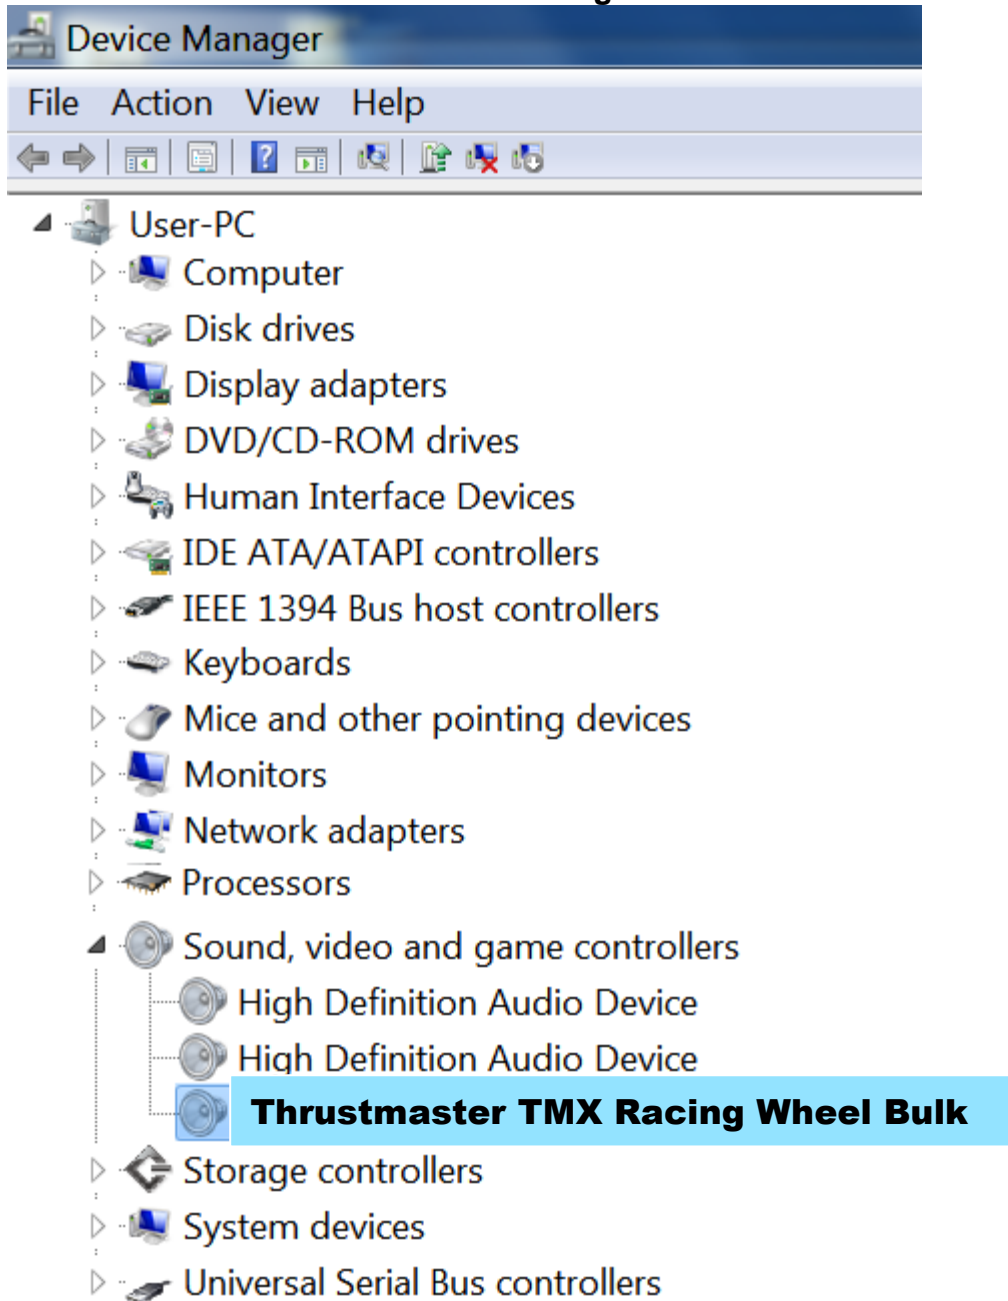 Device Manager
File Action View Help
User-PC
Computer
Disk drives
Display adapters
DVD/CD-ROM drives
Human Interface Devices
IDE ATA/ATAPI controllers
IEEE 1394 Bus host controllers
Keyboards
Mice and other pointing devices
Monitors
Network adapters
Processors
Sound, video and game controllers
High Definition Audio Device
High Definition Audio Device
Thrustmaster TMX Racing Wheel Bulk
Storage controllers
System devices
Universal Serial Bus controllers